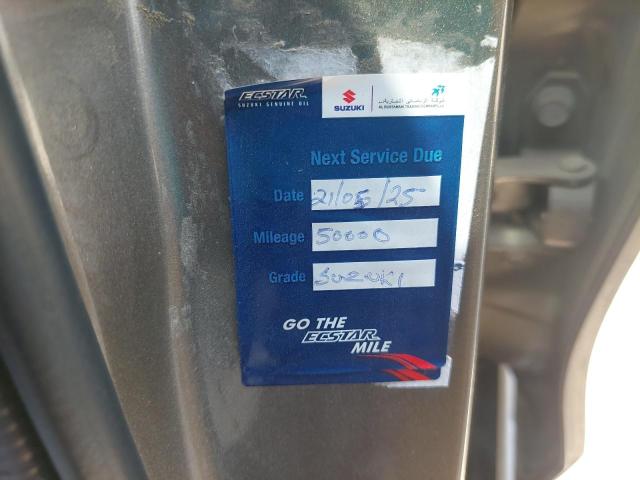 ECSTAR
SUZUKI GENUINE OIL
SUZUKI
Next Service Due
Date 21/05/25
Mileage 50000
Grade SUZUKI
GO THE
ECSTAR
MILE